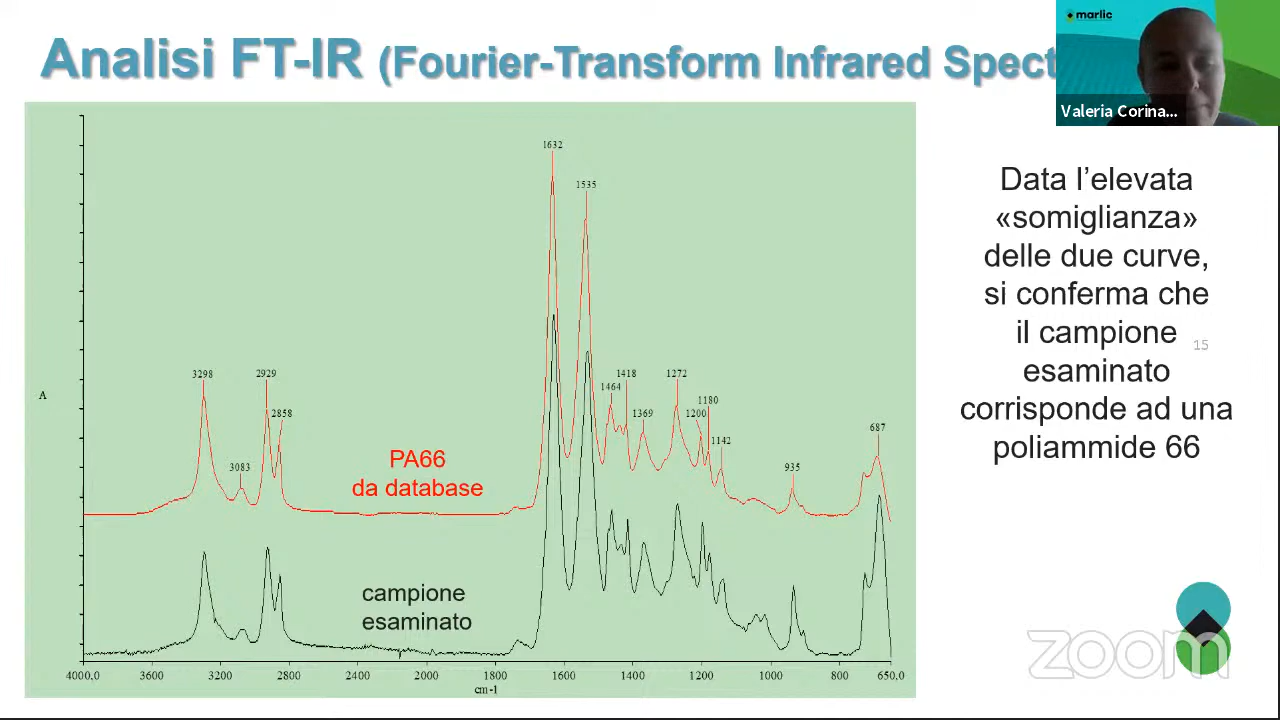 Analisi FT-IR (Fourier-Transform Infrared Spect
marlic
Valeria Corina...
1632
1535
3298
2929
2858
3083
1464
1418
1369
1272
1200
1180
1142
935
687
A
PA66
da database
campione
esaminato
4000.0 3600 3200 2800 2400 2000 1800 1600 1400 1200 1000 800 650.0
cm-1
Data l’elevata
«somiglianza»
delle due curve,
si conferma che
il campione
esaminato
corrisponde ad una
poliammide 66
15
zoom